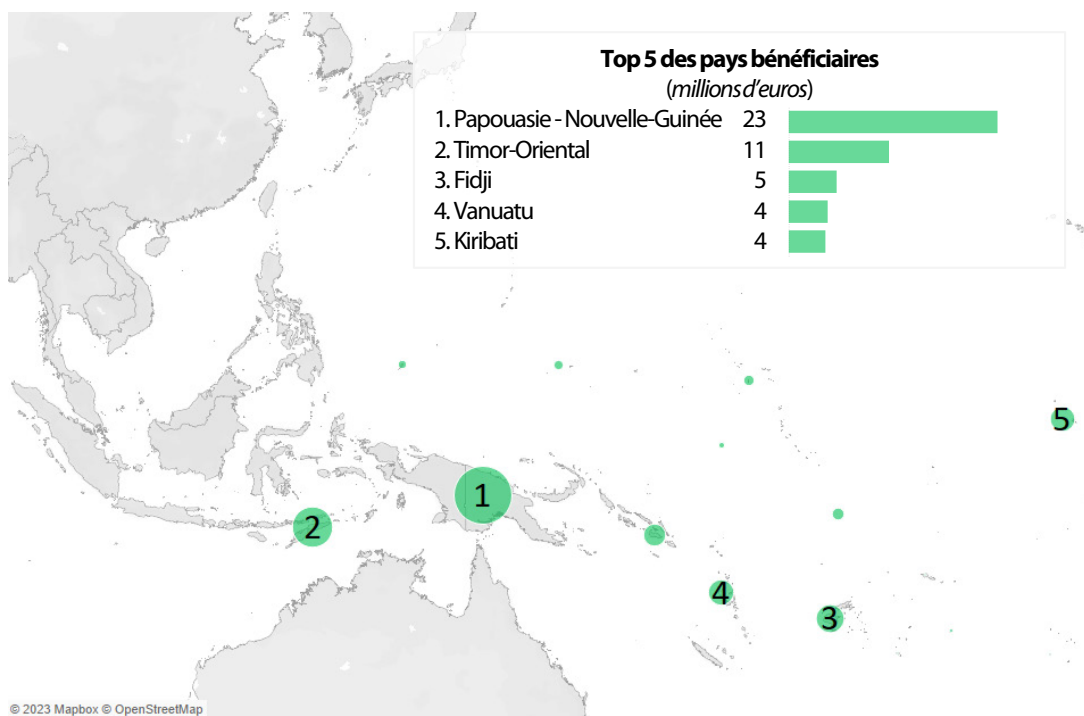 Top 5 des pays bénéficiaires
(millions d'euros)
1. Papouasie - Nouvelle-Guinée 23
2. Timor-Oriental 11
3. Fidji 5
4. Vanuatu 4
5. Kiribati 4
5
1
2
4
3
© 2023 Mapbox © OpenStreetMap